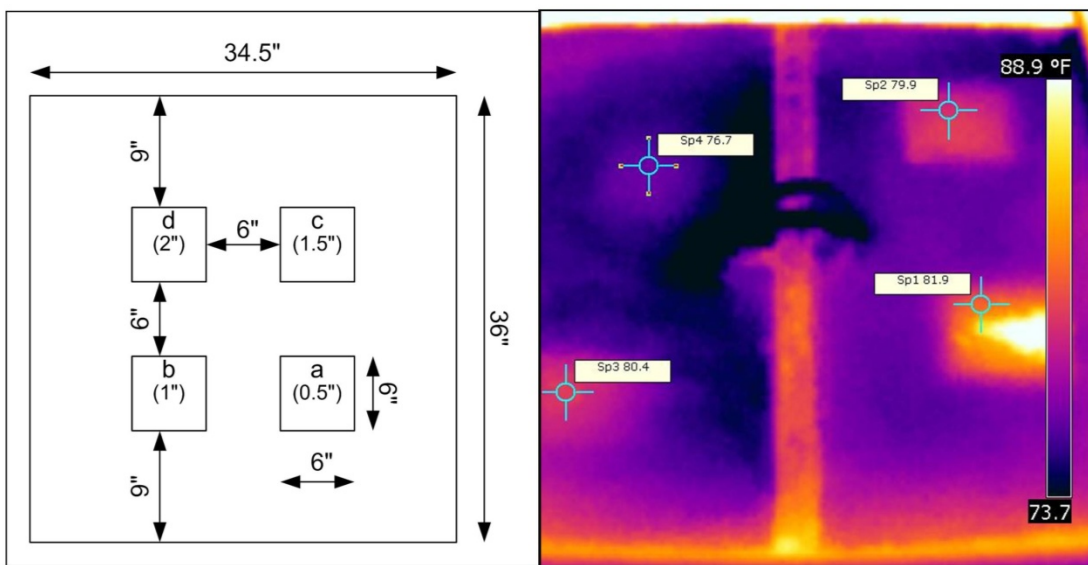 34.5"
9"
d
(2")
6"
c
(1.5")
6"
36"
b
(1")
a
(0.5")
6"
9"
6"
88.9 °F
Sp2 79.9
Sp4 76.7
Sp1 81.9
Sp3 80.4
73.7